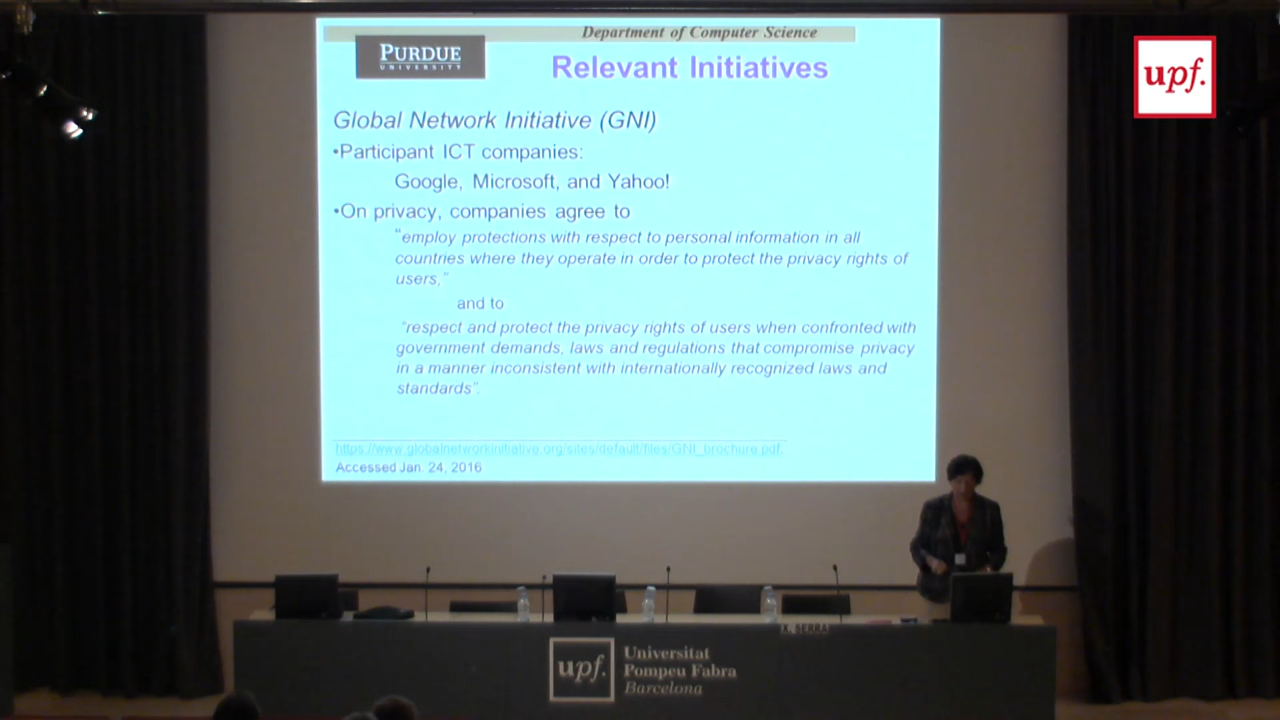 Department of Computer Science
PURDUE
UNIVERSITY
Relevant Initiatives
upf.
Global Network Initiative (GNI)
•Participant ICT companies:
Google, Microsoft, and Yahoo!
•On privacy, companies agree to
“employ protections with respect to personal information in all
countries where they operate in order to protect the privacy rights of
users,”
and to
“respect and protect the privacy rights of users when confronted with
government demands, laws and regulations that compromise privacy
in a manner inconsistent with internationally recognized laws and
standards”.
https://www.globalnetworkinitiative.org/sites/default/files/GNI_brochure.pdf.
Accessed Jan. 24, 2016
X. SERRA
upf.
Universitat
Pompeu Fabra
Barcelona